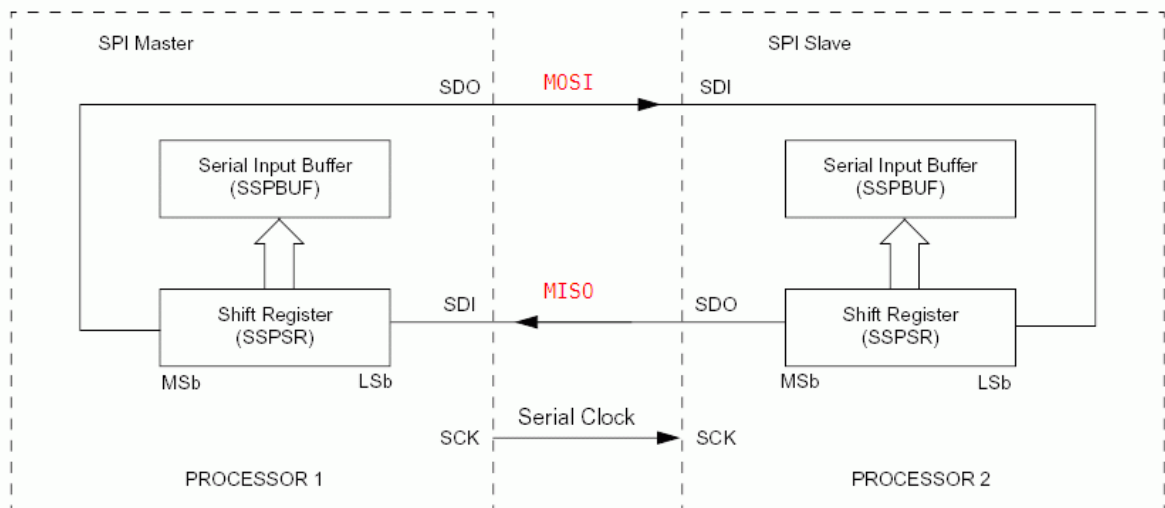 SPI Master
SPI Slave
SDO
MOSI
SDI
Serial Input Buffer
(SSPBUF)
Serial Input Buffer
(SSPBUF)
MISO
SDI
SDO
Shift Register
(SSPSR)
Shift Register
(SSPSR)
MSb
LSb
MSb
LSb
Serial Clock
SCK
SCK
PROCESSOR 1
PROCESSOR 2